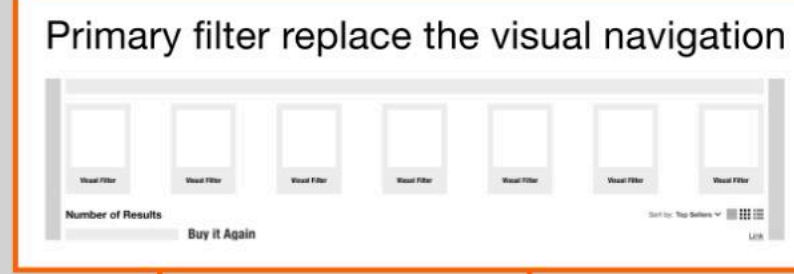 Primary filter replace the visual navigation
Visual Filter Visual Filter Visual Filter Visual Filter Visual Filter Visual Filter Visual Filter
Number of Results Sort by: Top Sellers
Buy it Again Link